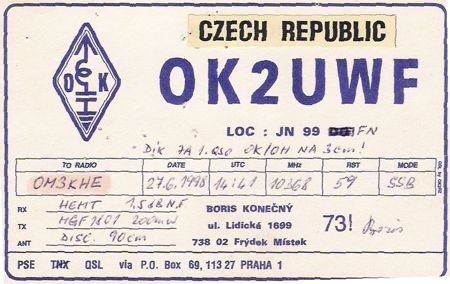 CZECH REPUBLIC
O K
OK2UWF
LOC : JN 99 FN
Dík ZA 1. QSO OK/OM NA 3cm!
TO RADIO DATE UTC MHz RST MODE
OM3KHE 27.6.1998 14:41 10368 59 SSB
RX HEMT 1.5dB N.F
TX MGF1801 200mW
ANT DISC. 90cm
BORIS KONEČNÝ
ul. Lidická 1699
738 02 Frýdek Místek
73! Boris
PSE TNX QSL via P.O. Box 69, 113 27 PRAHA 1